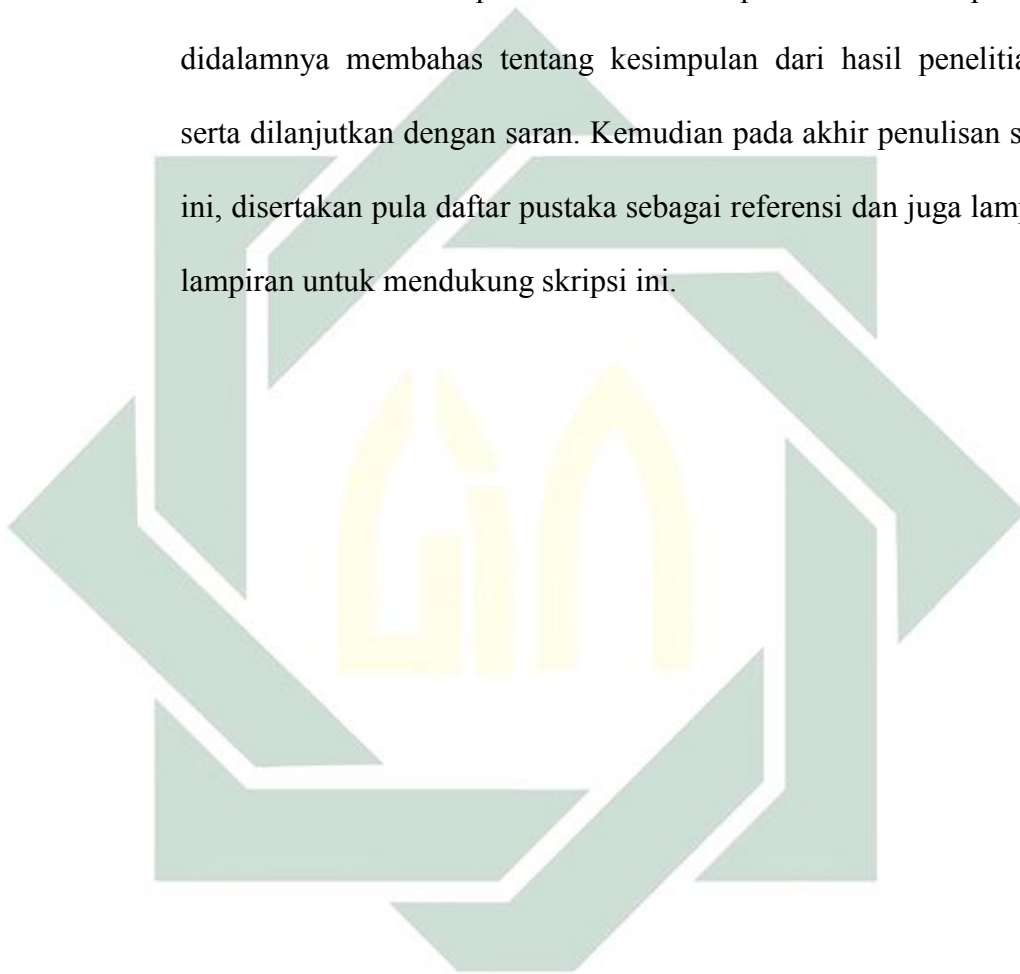 didalamnya membahas tentang kesimpulan dari hasil
serta dilanjutkan dengan saran. Kemudian pada akhir penulisan
ini, disertakan pula daftar pustaka sebagai referensi dan juga
lampiran untuk mendukung skripsi ini.